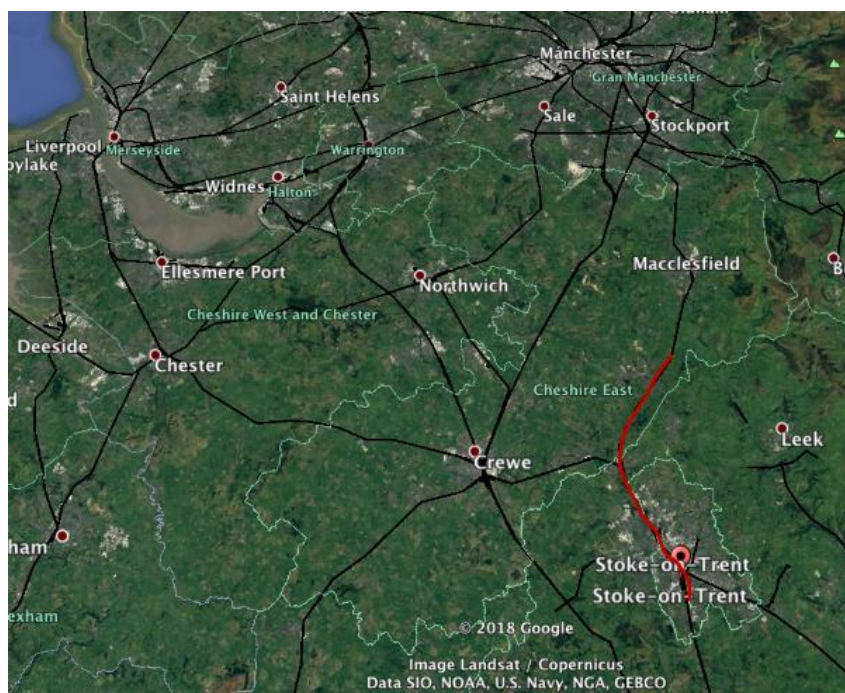 Manchester
Gran Manchester
Saint Helens
Sale
Stockport
Liverpool
Merseyside
Warrington
oylake
Widnes
Halton
Macclesfield
B
Ellesmere Port
Northwich
Cheshire West and Chester
Deeside
Chester
d
Cheshire East
Leek
Crewe
ham
Stoke-on-Trent
Stoke-on-Trent
exham
© 2018 Google
Image Landsat / Copernicus
Data SIO, NOAA, U.S. Navy, NGA, GEBCO